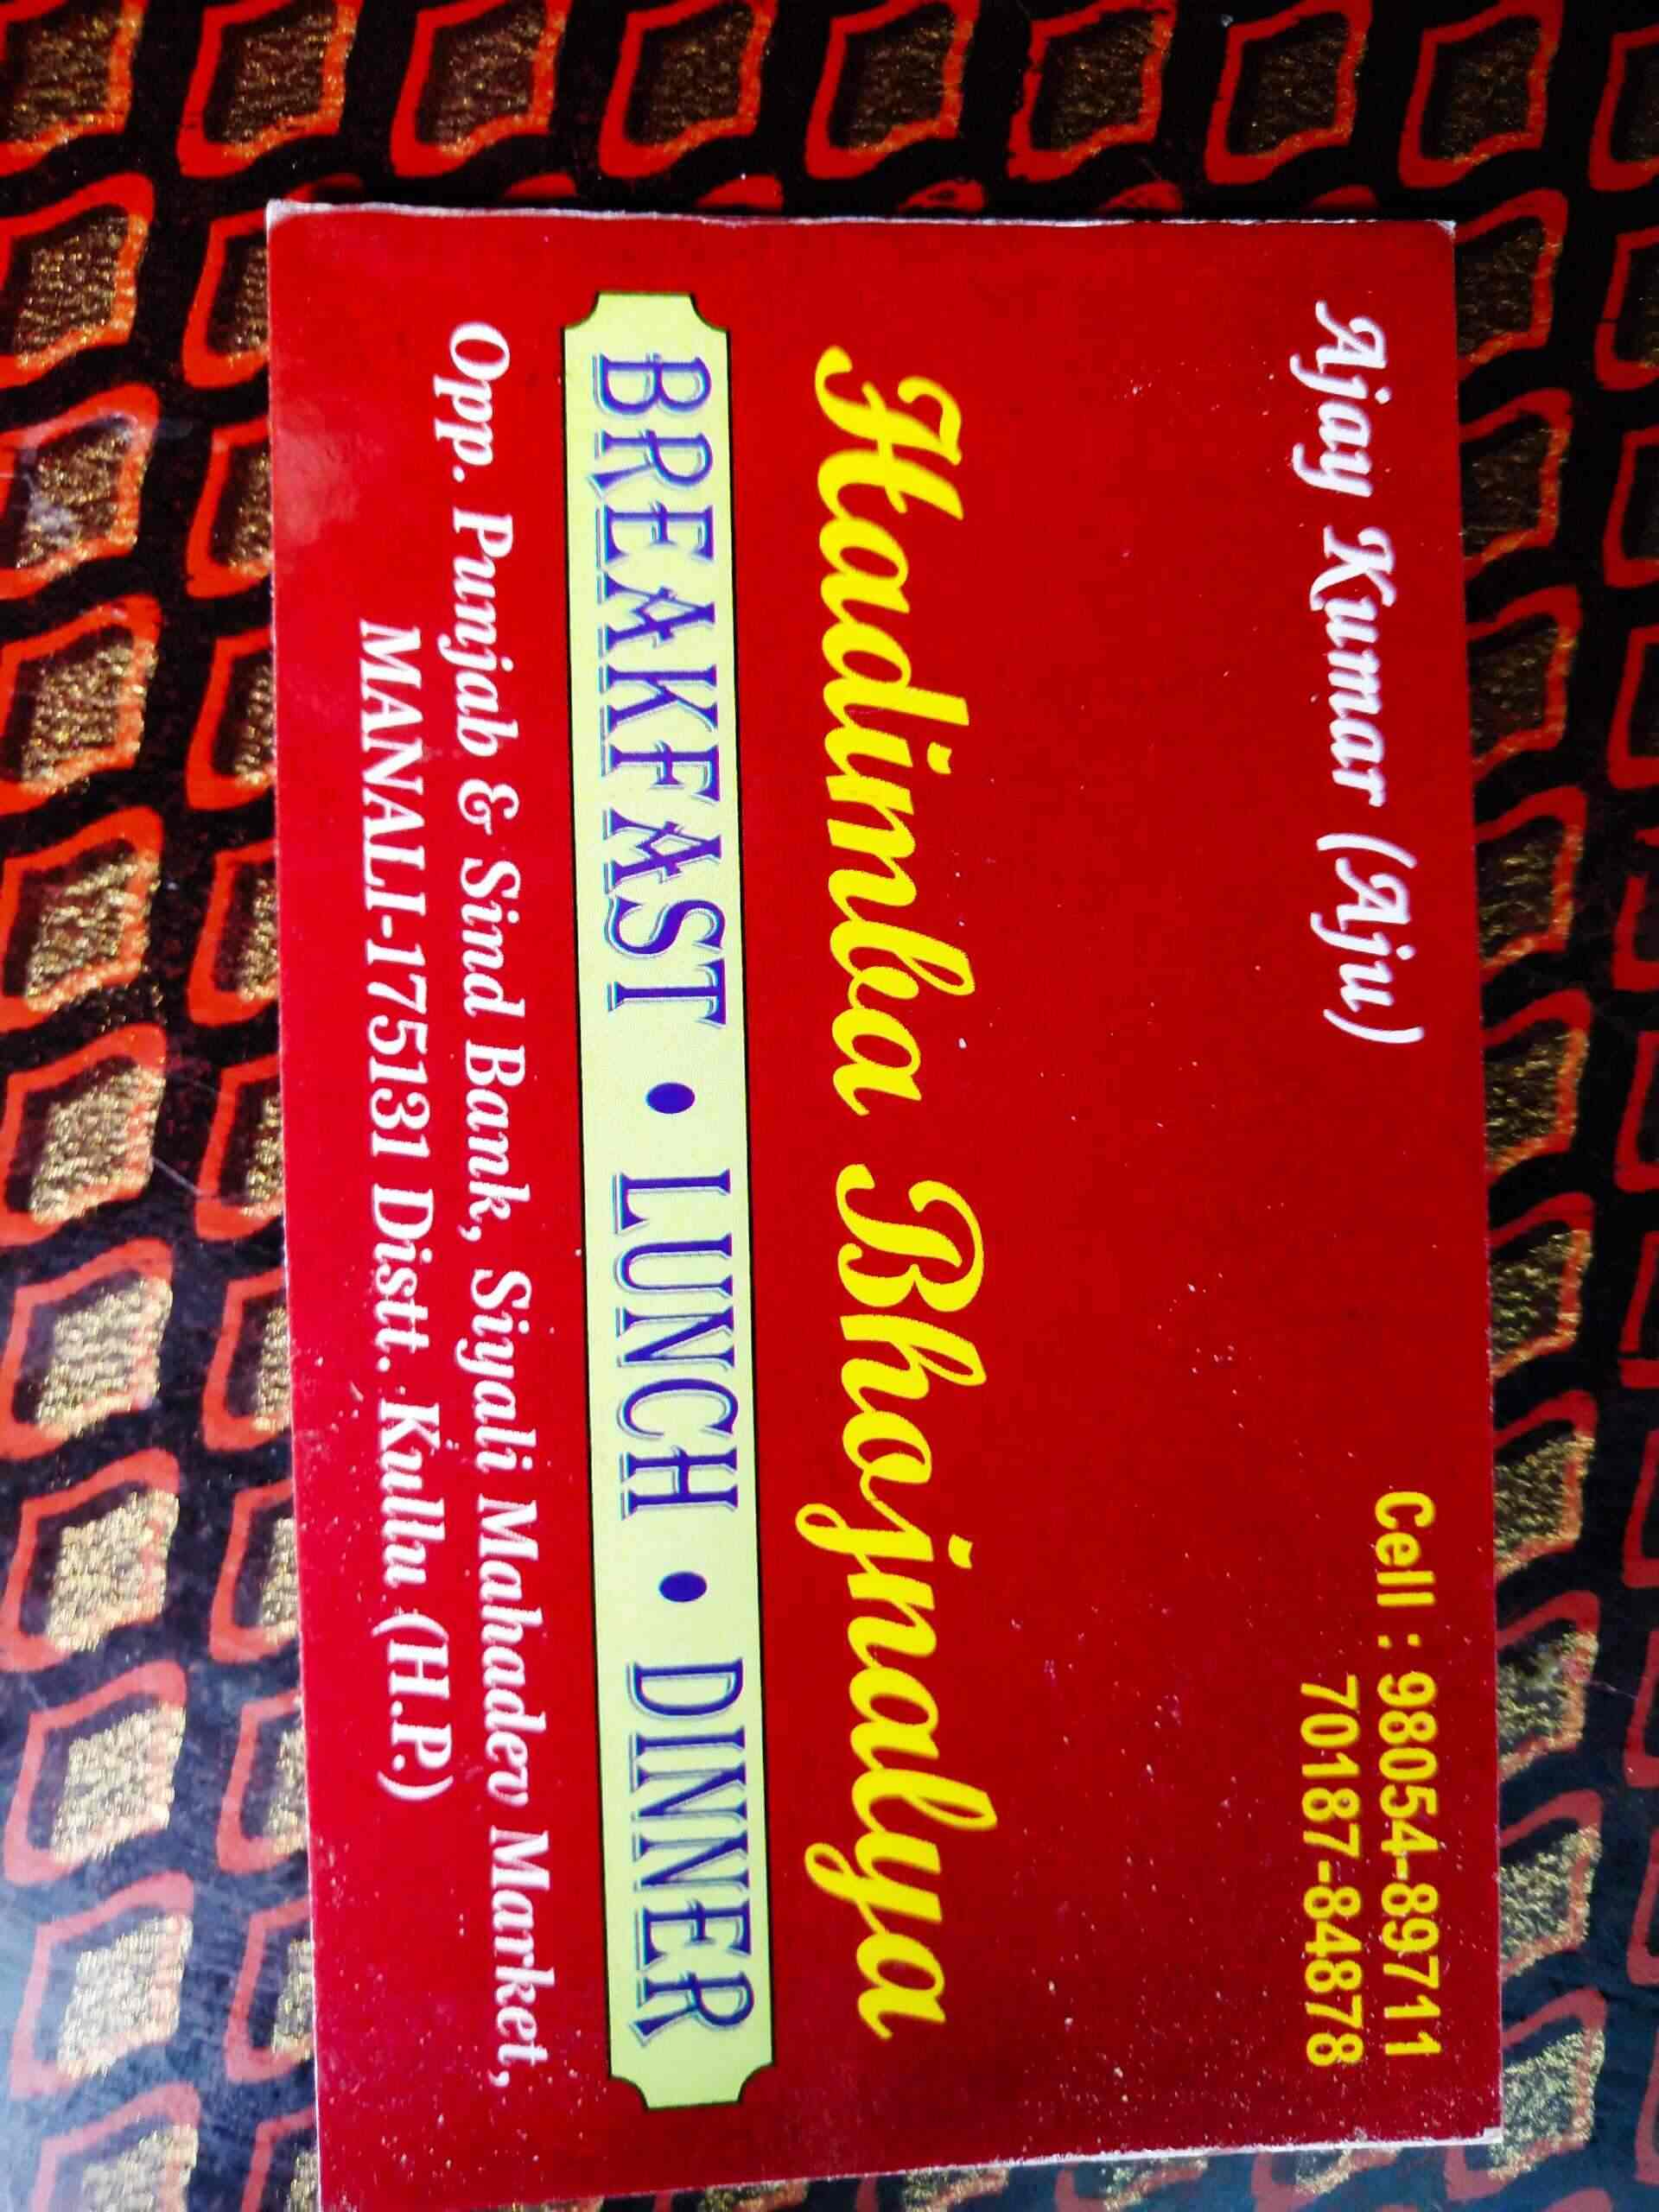 Ajay Kumar (Aju)
Cell : 98054-89711
70187-84878
Hadimba Bhojnalya
BREAKFAST • LUNCH • DINNER
Opp. Punjab & Sind Bank, Siyali Mahadev Market,
MANALI-175131 Distt. Kullu (H.P.)